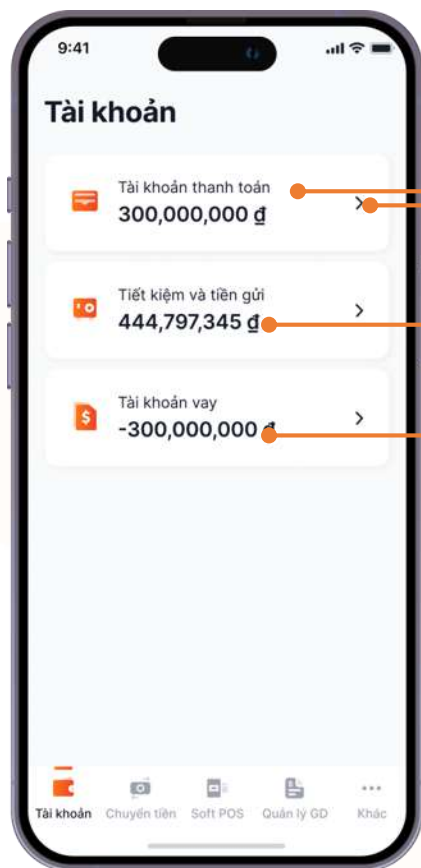 9:41
Tài khoản
Tài khoản thanh toán
300,000,000 ₫
Tiết kiệm và tiền gửi
444,797,345 ₫
Tài khoản vay
-300,000,000 ₫
Tài khoản Chuyển tiền Soft POS Quản lý GD Khác